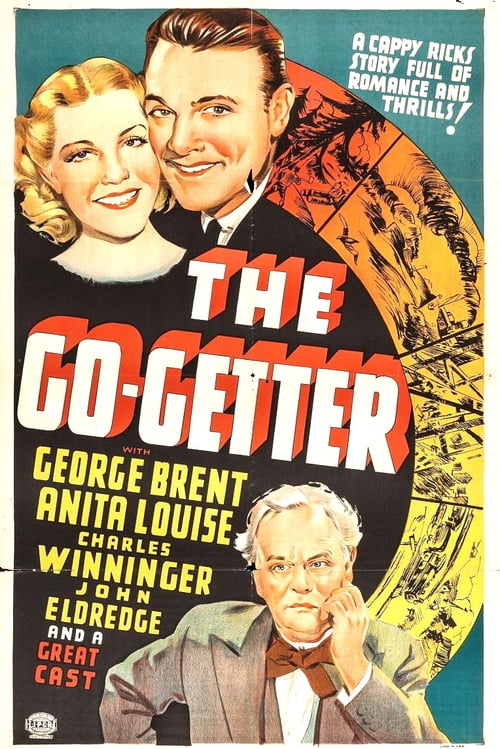 A CAPPY RICKS
STORY FULL OF
ROMANCE AND
THRILLS!
THE
GO-GETTER
WITH
GEORGE BRENT
ANITA LOUISE
CHARLES
WINNINGER
JOHN
ELDREDGE
AND A
GREAT
CAST